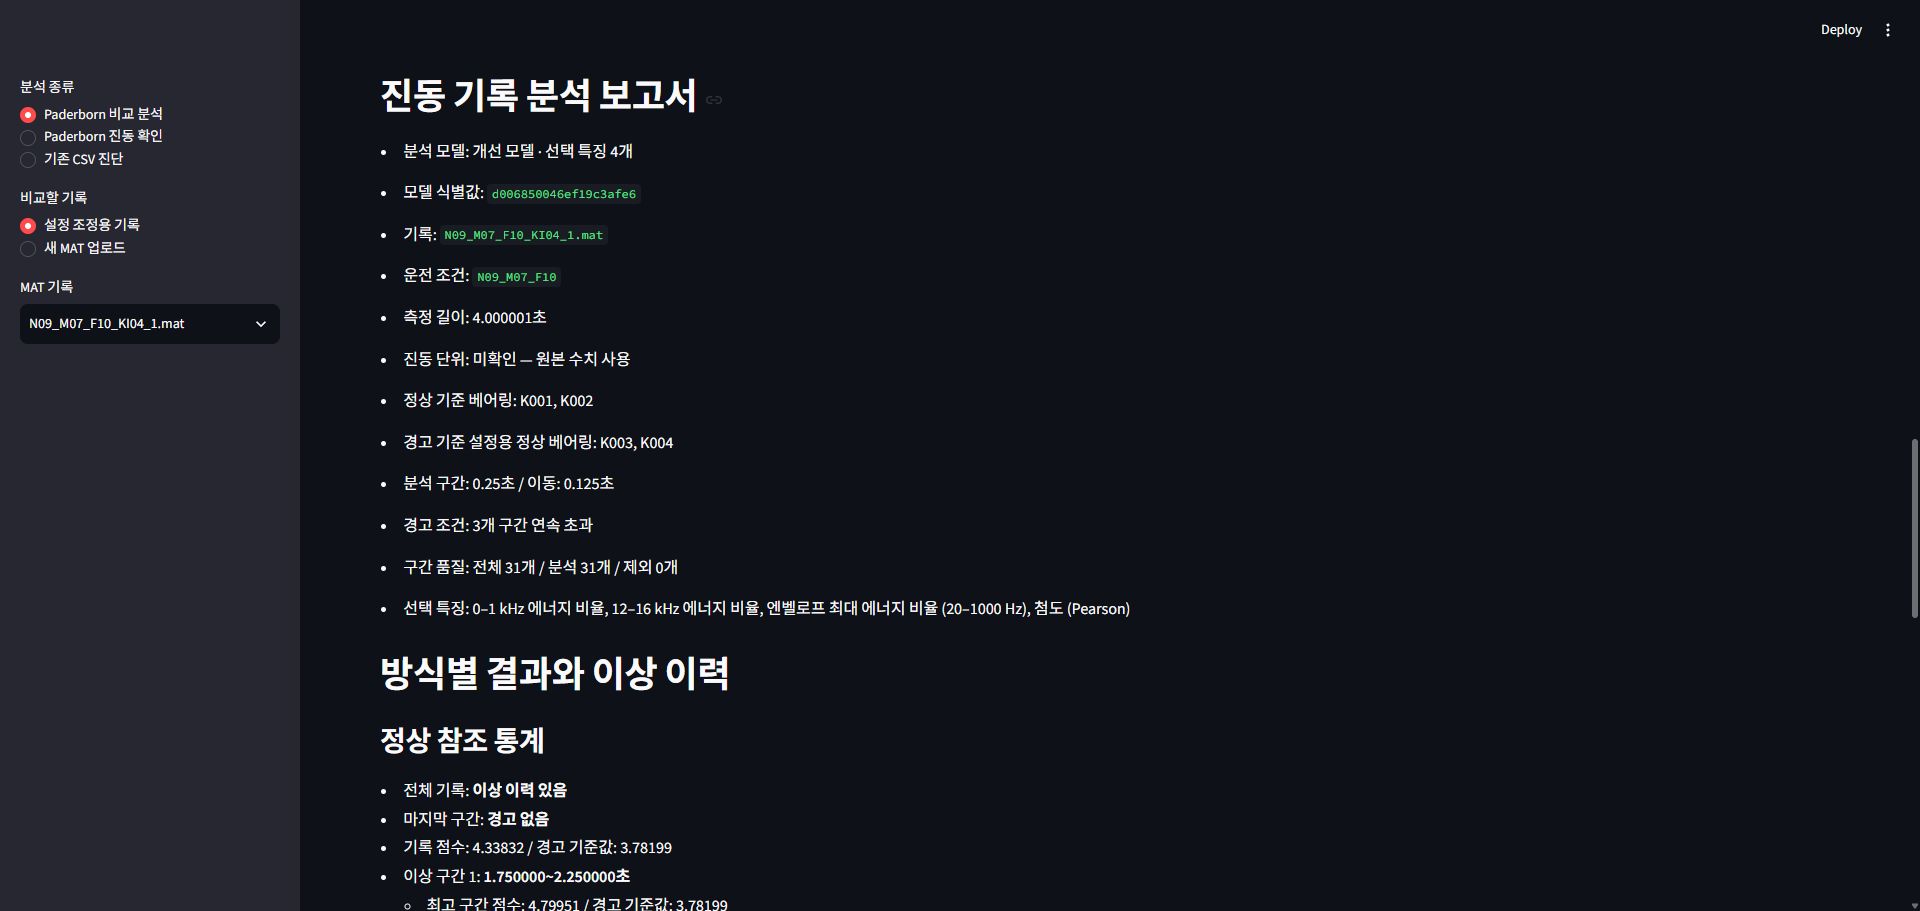 Deploy
분석 종류
Paderborn 비교 분석
Paderborn 진동 확인
기존 CSV 진단
비교할 기록
설정 조정용 기록
새 MAT 업로드
MAT 기록
N09_M07_F10_KI04_1.mat
진동 기록 분석 보고서
분석 모델: 개선 모델 · 선택 특징 4개
모델 식별값: d006850046ef19c3afe6
기록: N09_M07_F10_KI04_1.mat
운전 조건: N09_M07_F10
측정 길이: 4.000001초
진동 단위: 미확인 — 원본 수치 사용
정상 기준 베어링: K001, K002
경고 기준 설정용 정상 베어링: K003, K004
분석 구간: 0.25초 / 이동: 0.125초
경고 조건: 3개 구간 연속 초과
구간 품질: 전체 31개 / 분석 31개 / 제외 0개
선택 특징: 0–1 kHz 에너지 비율, 12–16 kHz 에너지 비율, 엔벨로프 최대 에너지 비율 (20–1000 Hz), 첨도 (Pearson)
방식별 결과와 이상 이력
정상 참조 통계
전체 기록: 이상 이력 있음
마지막 구간: 경고 없음
기록 점수: 4.33832 / 경고 기준값: 3.78199
이상 구간 1: 1.750000~2.250000초
최고 구간 점수: 4.79951 / 경고 기준값: 3.78199